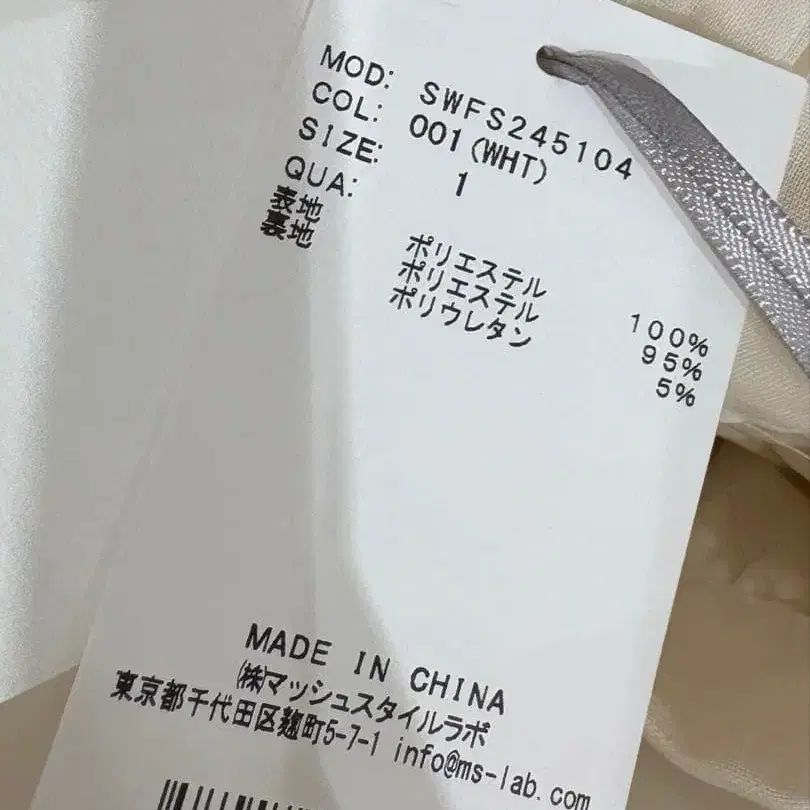 MOD: SWFS245104
COL: 001(WHT)
SIZE: 1
QUA:
表地 ポリエステル 100%
裏地 ポリエステル 95%
ポリウレタン 5%
MADE IN CHINA
(株)マッシュスタイルラボ
東京都千代田区麹町5-7-1 info@ms-lab.com